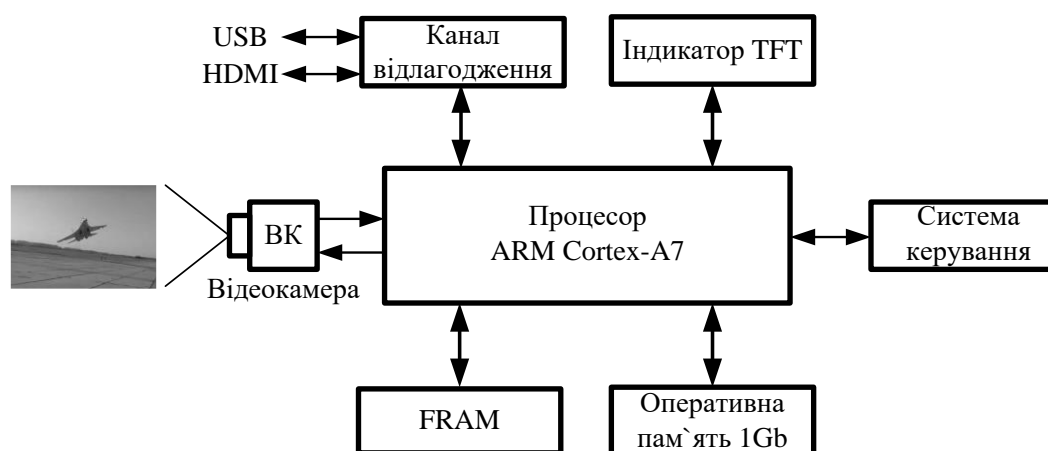 USB
HDMI
Канал
відлагодження
Індикатор TFT
ВК
Відеокамера
Процесор
ARM Cortex-A7
Система
керування
FRAM
Оперативна
пам`ять 1Gb